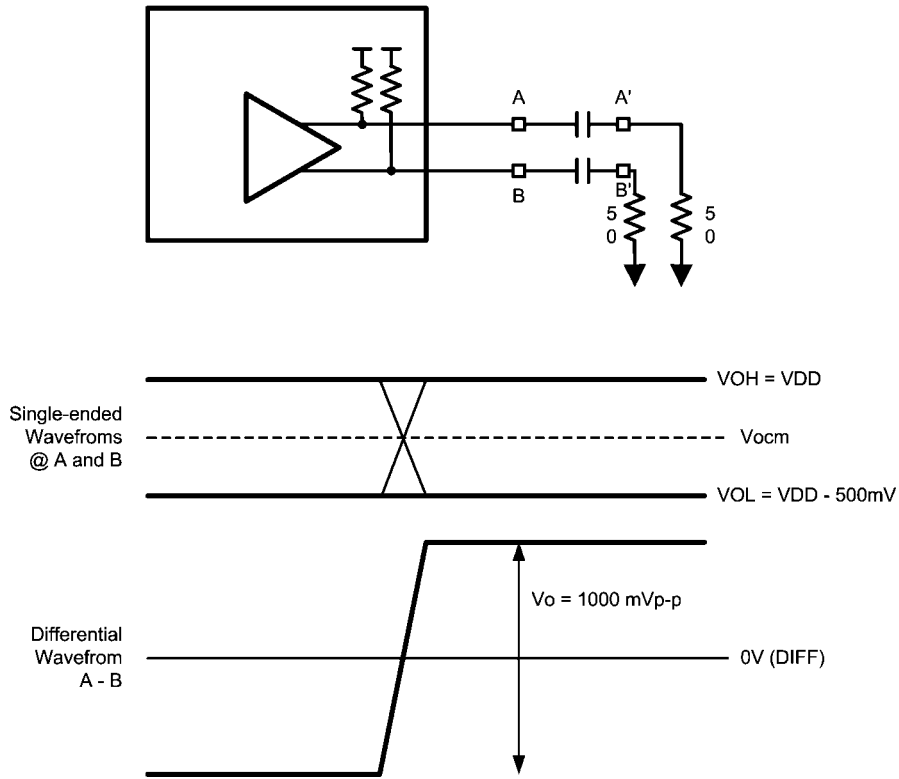 A
A'
B
B'
5
0
5
0
VOH = VDD
Single-ended
Wavefroms
@ A and B
Vocm
VOL = VDD - 500mV
Vo = 1000 mVp-p
Differential
Wavefrom
A - B
0V (DIFF)